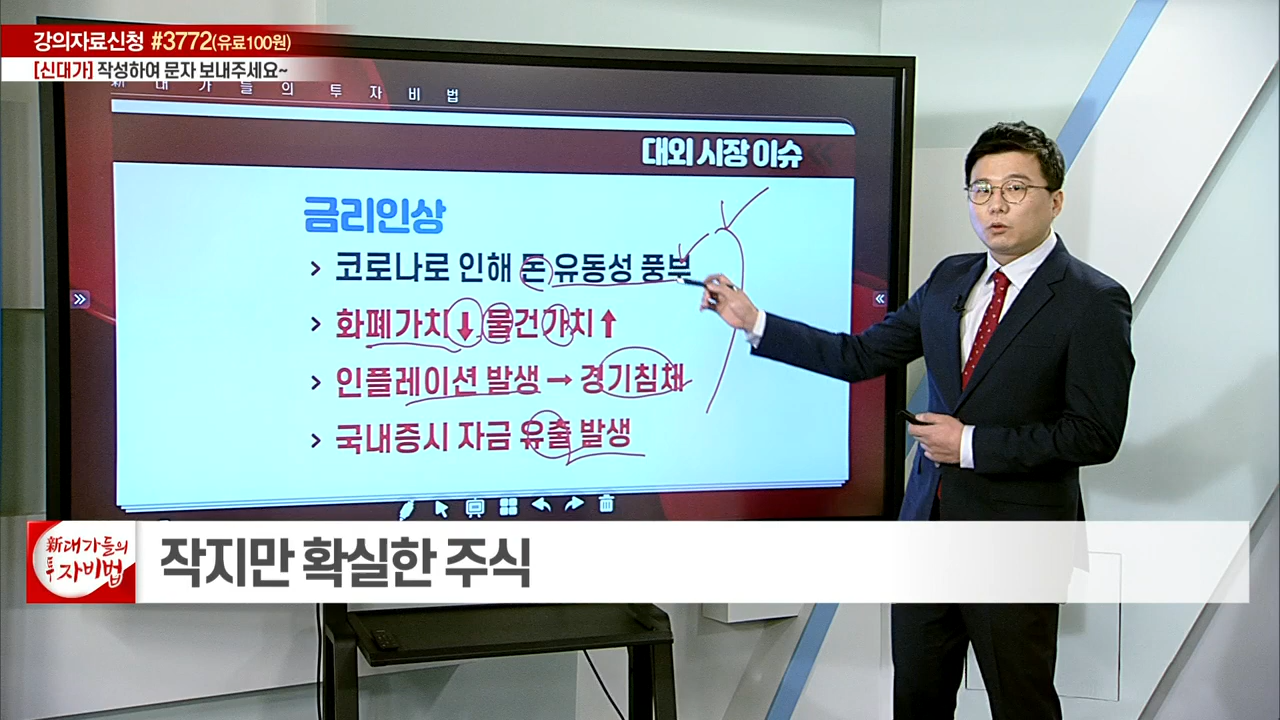 강의자료신청 #3772(유료100원)
[신대가] 작성하여 문자 보내주세요~
新 대 가 들 의 투 자 비 법
대외 시장 이슈
금리인상
> 코로나로 인해 돈 유동성 풍부
> 화폐가치↓ 물건가치↑
> 인플레이션 발생 → 경기침체
> 국내증시 자금 유출 발생
新대가들의
투자비법
작지만 확실한 주식